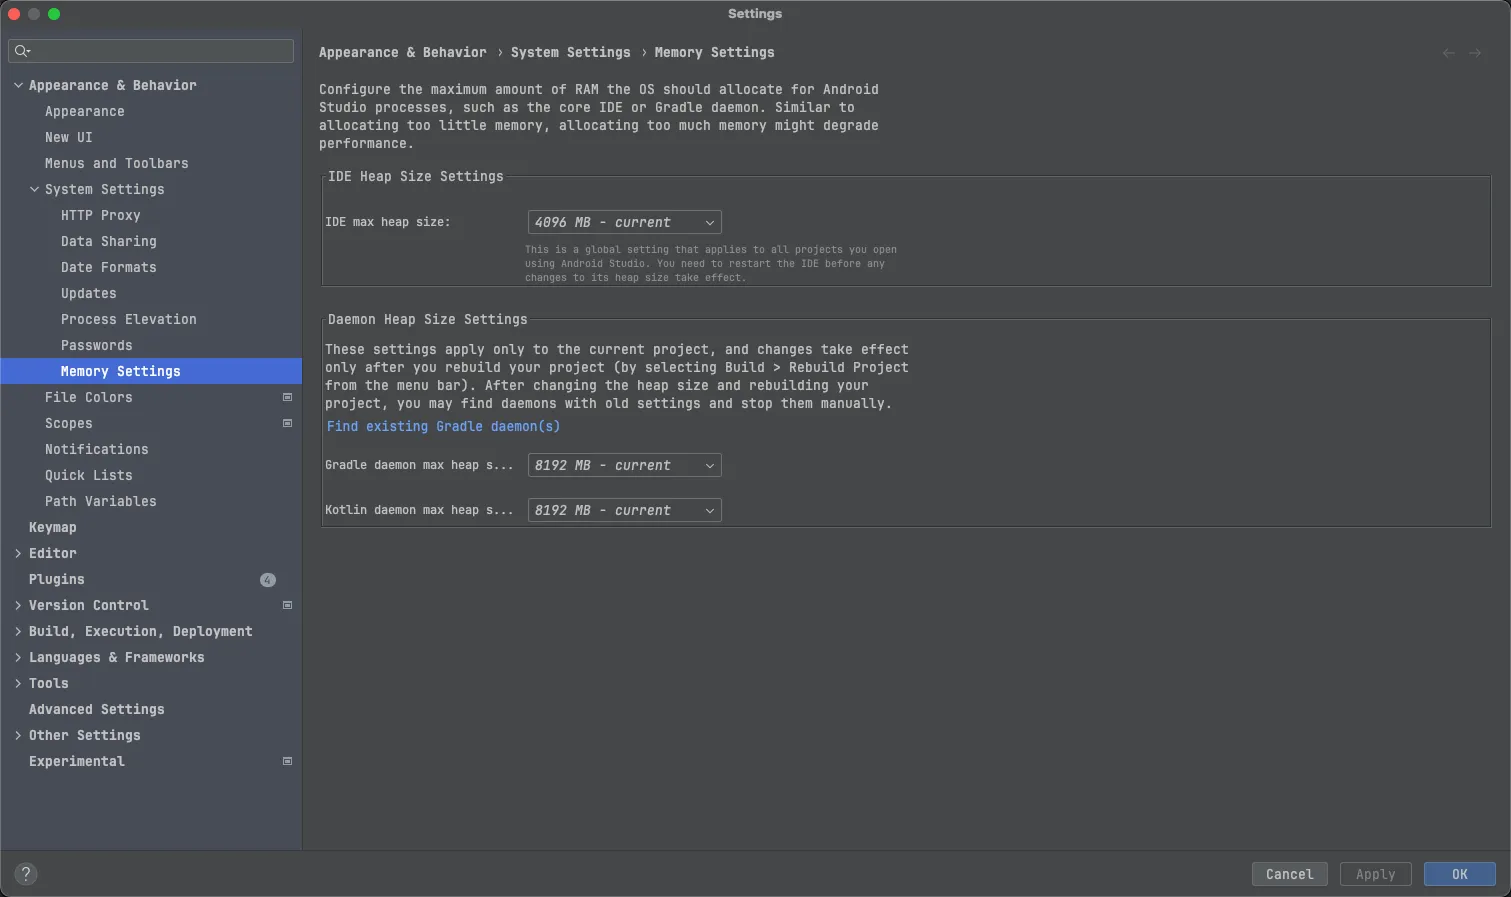 Settings
Appearance & Behavior
Appearance
New UI
Menus and Toolbars
System Settings
HTTP Proxy
Data Sharing
Date Formats
Updates
Process Elevation
Passwords
Memory Settings
File Colors
Scopes
Notifications
Quick Lists
Path Variables
Keymap
Editor
Plugins 4
Version Control
Build, Execution, Deployment
Languages & Frameworks
Tools
Advanced Settings
Other Settings
Experimental
Appearance & Behavior › System Settings › Memory Settings
Configure the maximum amount of RAM the OS should allocate for Android
Studio processes, such as the core IDE or Gradle daemon. Similar to
allocating too little memory, allocating too much memory might degrade
performance.
IDE Heap Size Settings
IDE max heap size: 4096 MB - current
This is a global setting that applies to all projects you open
using Android Studio. You need to restart the IDE before any
changes to its heap size take effect.
Daemon Heap Size Settings
These settings apply only to the current project, and changes take effect
only after you rebuild your project (by selecting Build > Rebuild Project
from the menu bar). After changing the heap size and rebuilding your
project, you may find daemons with old settings and stop them manually.
Find existing Gradle daemon(s)
Gradle daemon max heap s... 8192 MB - current
Kotlin daemon max heap s... 8192 MB - current
? Cancel Apply OK